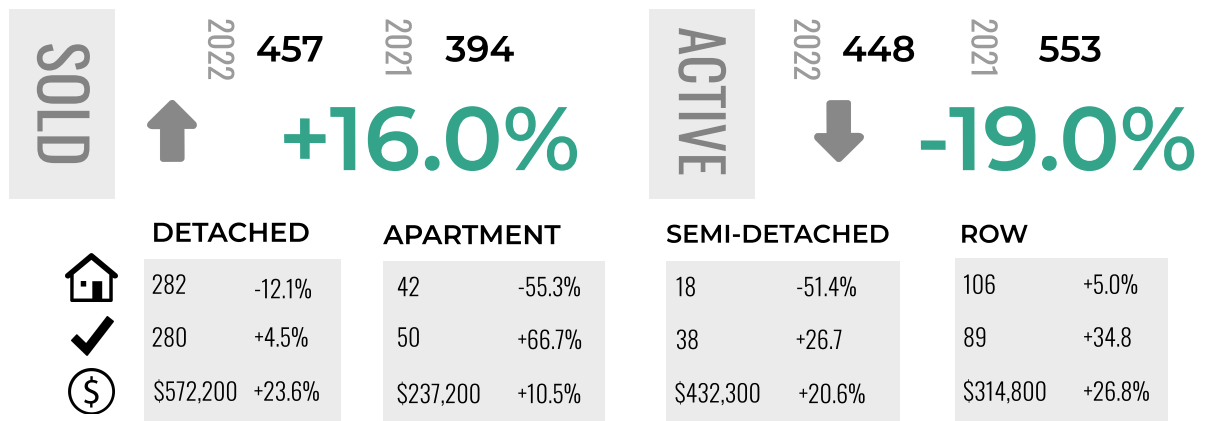 SOLD
2022 457 2021 394
+16.0%
ACTIVE
2022 448 2021 553
-19.0%
DETACHED
282 -12.1%
280 +4.5%
$572,200 +23.6%
APARTMENT
42 -55.3%
50 +66.7%
$237,200 +10.5%
SEMI-DETACHED
18 -51.4%
38 +26.7
$432,300 +20.6%
ROW
106 +5.0%
89 +34.8
$314,800 +26.8%
$